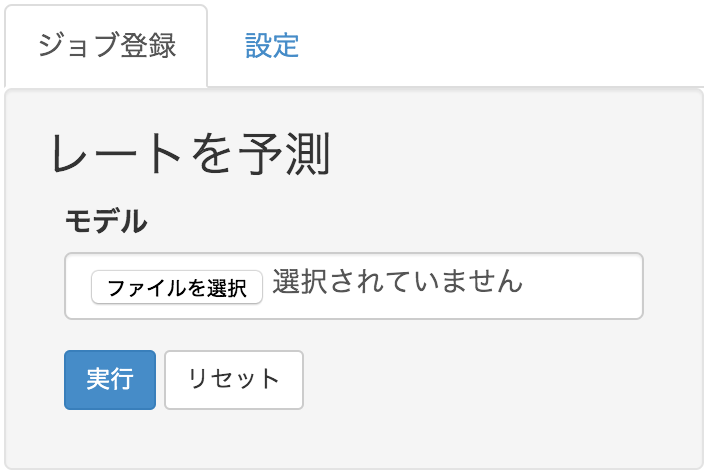 ジョブ登録 設定
レートを予測
モデル
ファイルを選択 選択されていません
実行 リセット